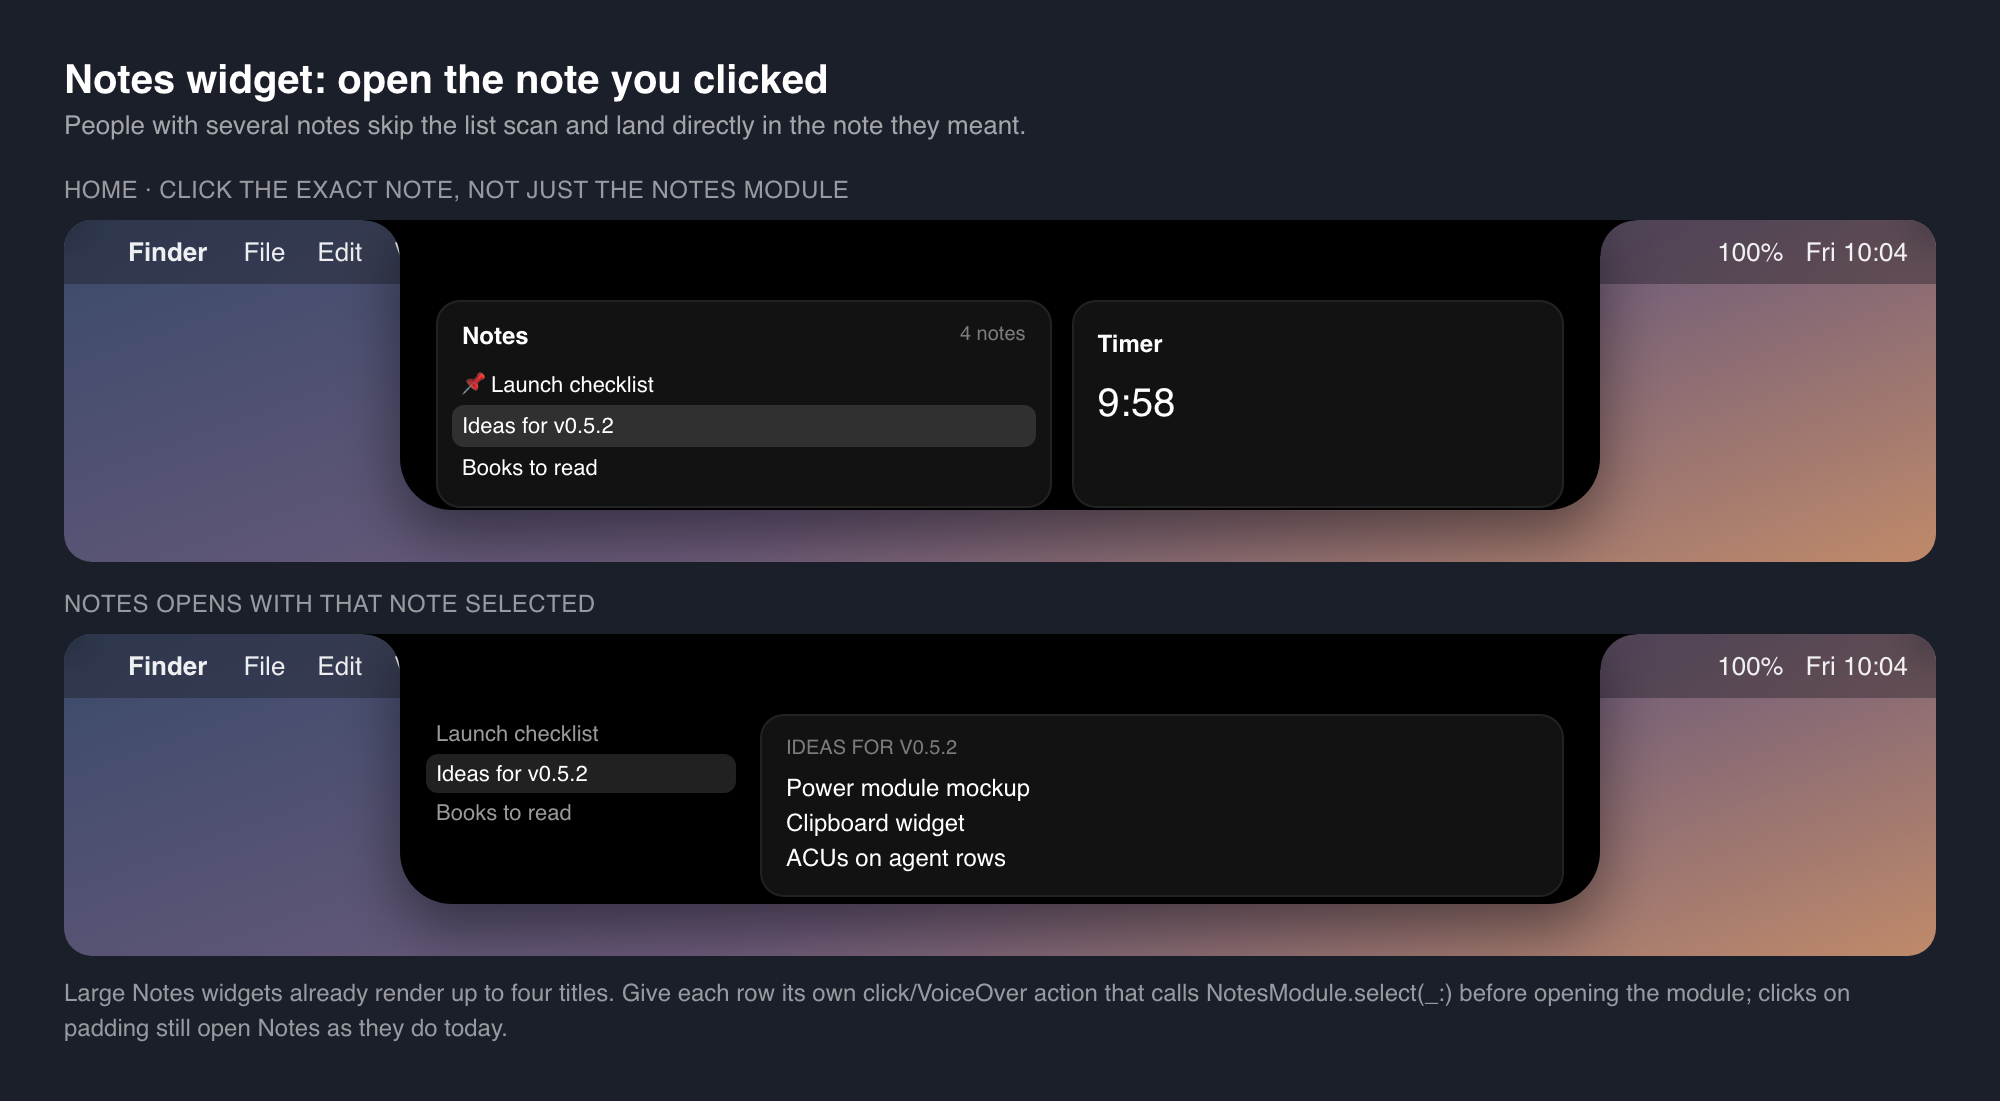 Notes widget: open the note you clicked
People with several notes skip the list scan and land directly in the note they meant.
HOME · CLICK THE EXACT NOTE, NOT JUST THE NOTES MODULE
Finder File Edit 100% Fri 10:04
Notes 4 notes
📌 Launch checklist
Ideas for v0.5.2
Books to read
Timer
9:58
NOTES OPENS WITH THAT NOTE SELECTED
Finder File Edit 100% Fri 10:04
Launch checklist
Ideas for v0.5.2
Books to read
IDEAS FOR V0.5.2
Power module mockup
Clipboard widget
ACUs on agent rows
Large Notes widgets already render up to four titles. Give each row its own click/VoiceOver action that calls NotesModule.select(_:) before opening the module; clicks on
padding still open Notes as they do today.